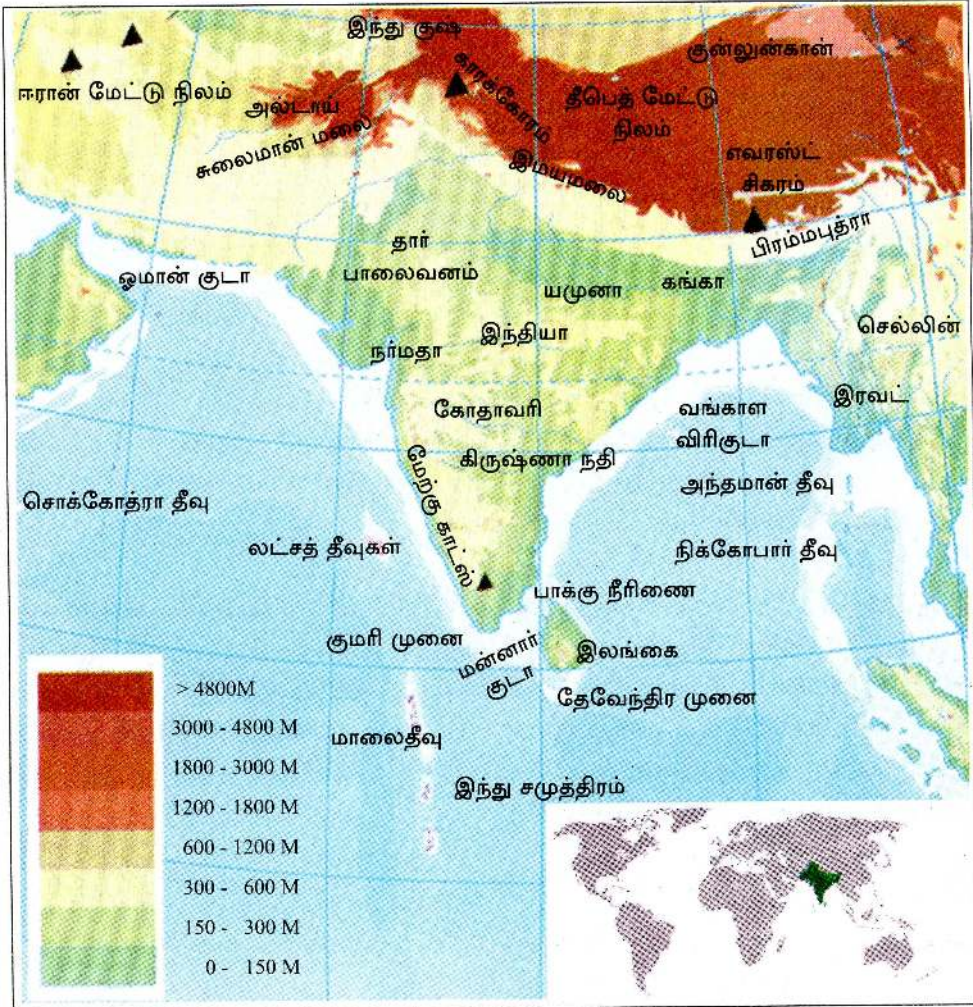 இந்து குஷ்
குன்லுன்கான்
ஈரான் மேட்டு நிலம்
அல்டாய்
காரக்கோரம்
தீபெத் மேட்டு
நிலம்
சுலைமான் மலை
இமயமலை
எவரஸ்ட்
சிகரம்
பிரம்மபுத்ரா
தார்
பாலைவனம்
ஓமான் குடா
யமுனா
கங்கா
இந்தியா
செல்லின்
நர்மதா
இரவட்
கோதாவரி
வங்காள
விரிகுடா
கிருஷ்ணா நதி
மேற்கு காட்ஸ்
அந்தமான் தீவு
சொக்கோத்ரா தீவு
லட்சத் தீவுகள்
நிக்கோபார் தீவு
பாக்கு நீரிணை
குமரி முனை
மன்னார்
குடா
இலங்கை
தேவேந்திர முனை
மாலைதீவு
இந்து சமுத்திரம்
> 4800M
3000 - 4800 M
1800 - 3000 M
1200 - 1800 M
600 - 1200 M
300 - 600 M
150 - 300 M
0 - 150 M